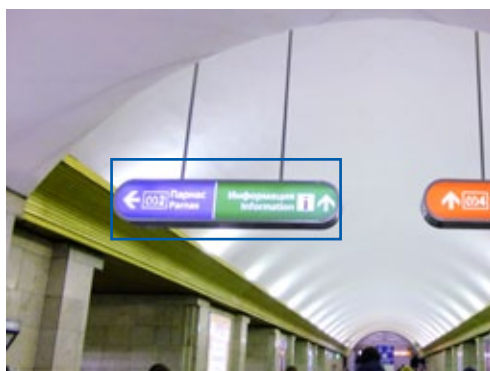 ← 002 Парнас
Parnas
Информация
Information i ↑
↑ 004